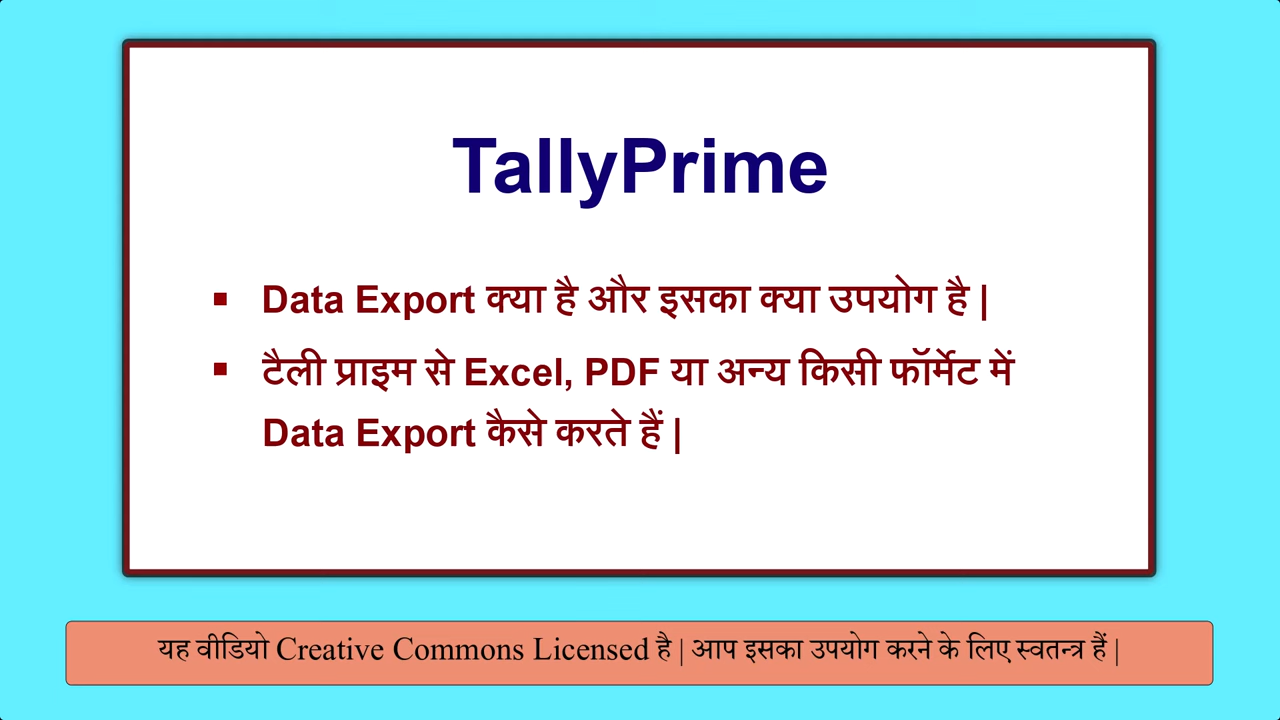 TallyPrime
▪ Data Export क्या है और इसका क्या उपयोग है |
▪ टैली प्राइम से Excel, PDF या अन्य किसी फॉर्मेट में
Data Export कैसे करते हैं |
यह वीडियो Creative Commons Licensed है | आप इसका उपयोग करने के लिए स्वतन्त्र हैं |